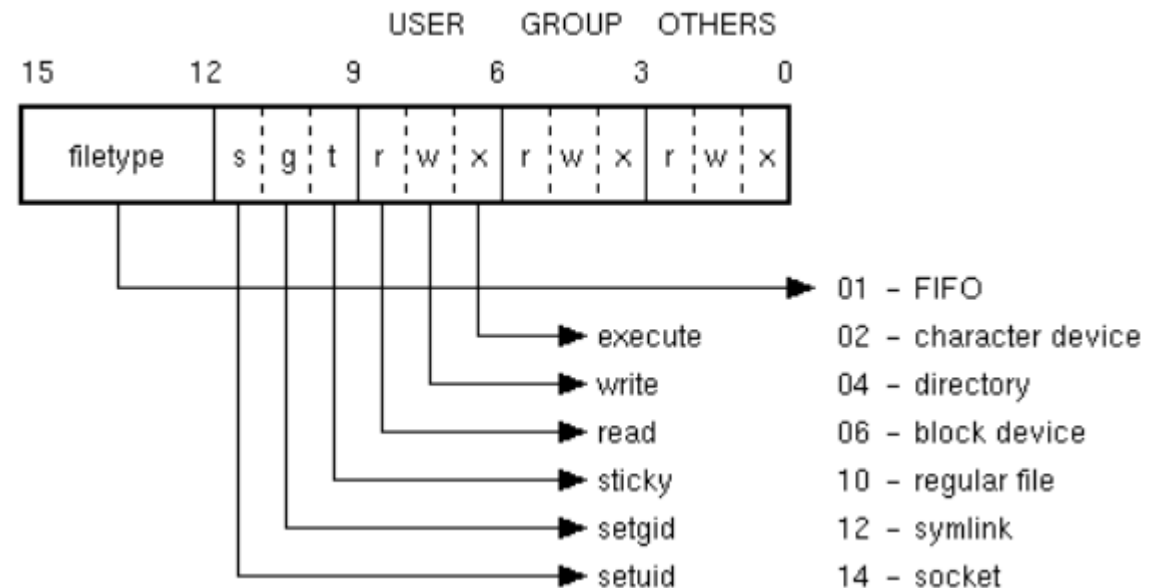 USER GROUP OTHERS
15 12 9 6 3 0
filetype s g t r w x r w x r w x
01 – FIFO
execute 02 – character device
write 04 – directory
read 06 – block device
sticky 10 – regular file
setgid 12 – symlink
setuid 14 – socket